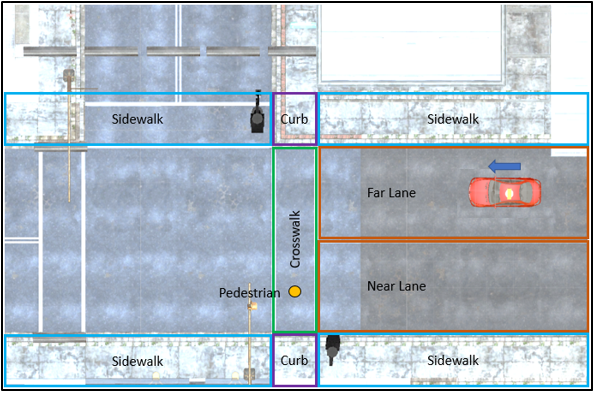 Sidewalk
Curb
Sidewalk
Far Lane
Crosswalk
Near Lane
Pedestrian
Sidewalk
Curb
Sidewalk